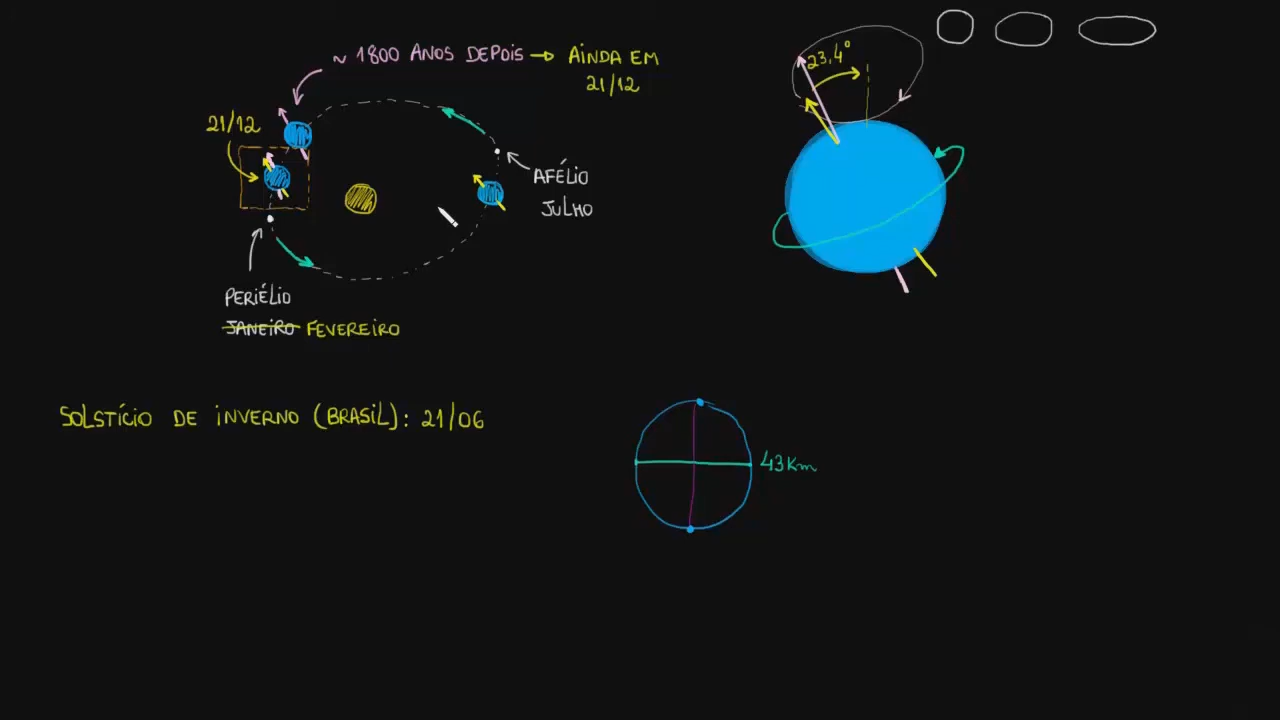 ~ 1800 ANOS DEPOIS → AINDA EM
21/12
23,4°
21/12
AFÉLIO
JULHO
PERIÉLIO
JANEIRO FEVEREIRO
SOLSTÍCIO DE INVERNO (BRASIL): 21/06
43Km